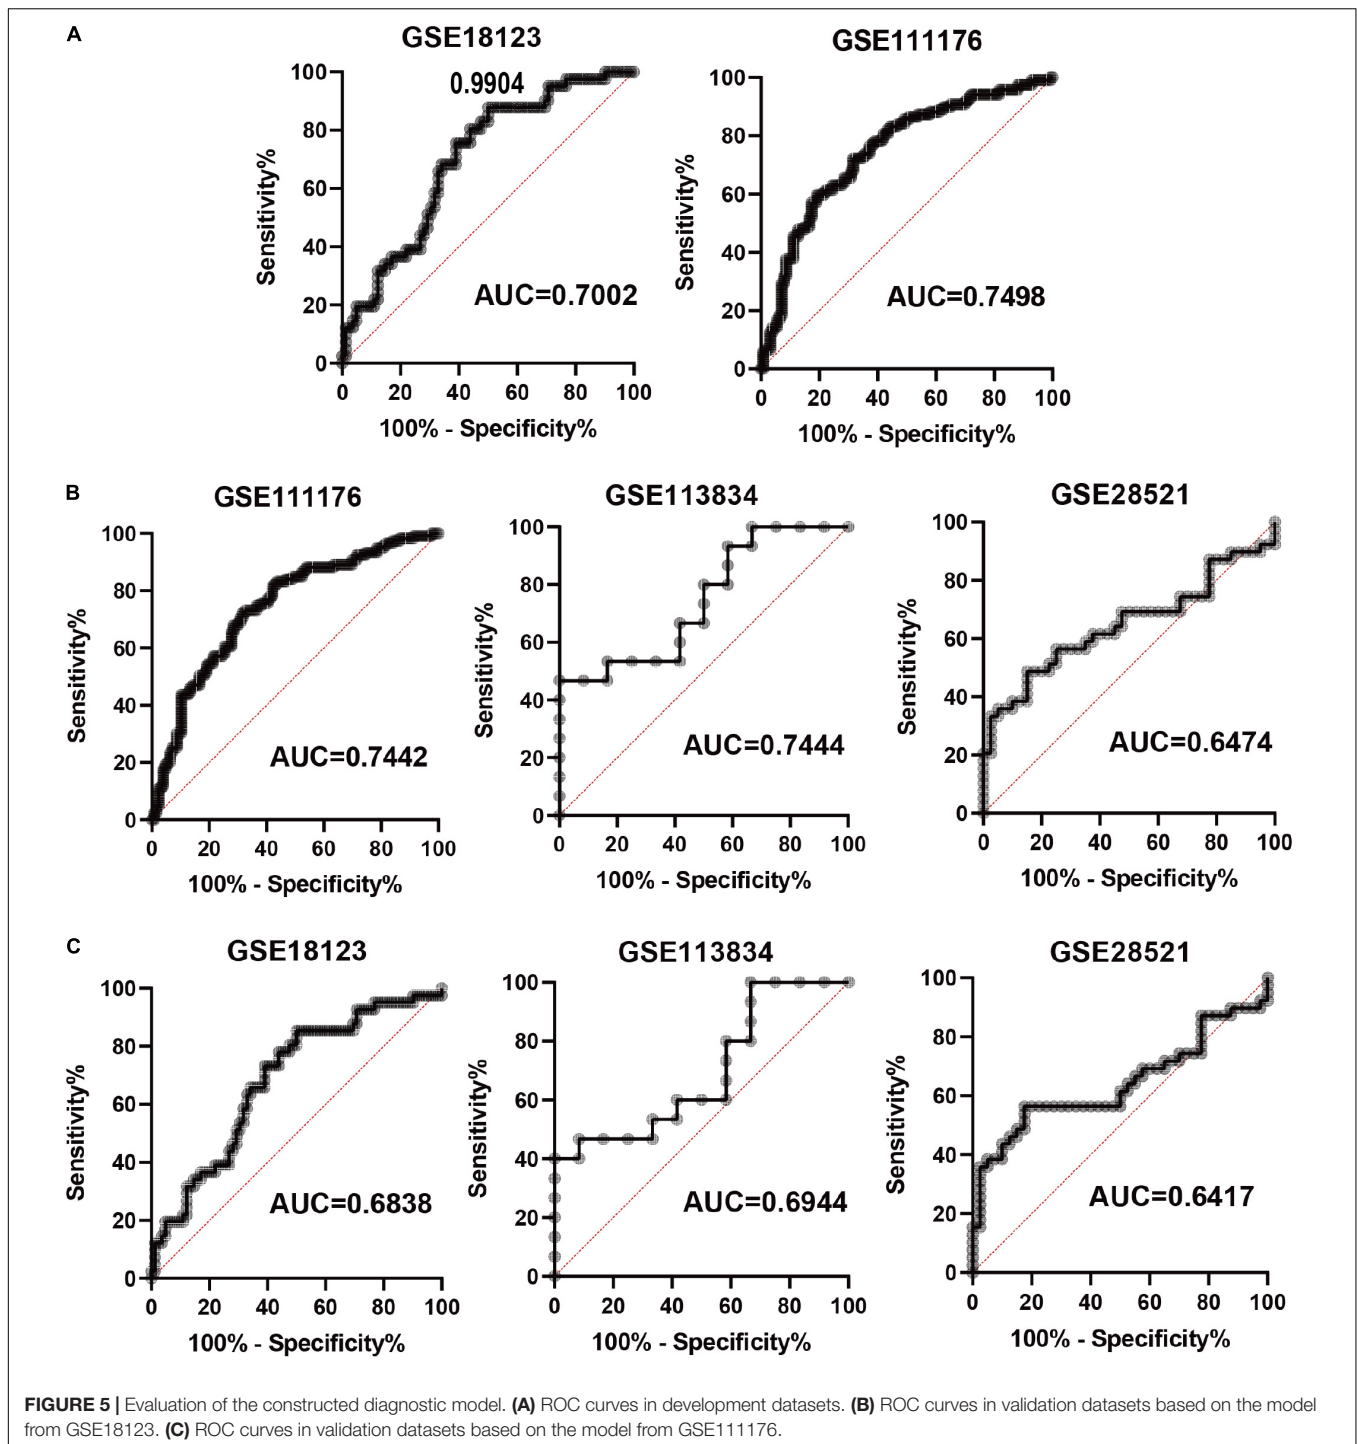 A
GSE18123
0.9904
100
80
60
40
20
0
Sensitivity%
AUC=0.7002
0 20 40 60 80 100
100% - Specificity%
GSE111176
100
80
60
40
20
0
Sensitivity%
AUC=0.7498
0 20 40 60 80 100
100% - Specificity%
B
GSE111176
100
80
60
40
20
0
Sensitivity%
AUC=0.7442
0 20 40 60 80 100
100% - Specificity%
GSE113834
100
80
60
40
20
0
Sensitivity%
AUC=0.7444
0 20 40 60 80 100
100% - Specificity%
GSE28521
100
80
60
40
20
0
Sensitivity%
AUC=0.6474
0 20 40 60 80 100
100% - Specificity%
C
GSE18123
100
80
60
40
20
0
Sensitivity%
AUC=0.6838
0 20 40 60 80 100
100% - Specificity%
GSE113834
100
80
60
40
20
0
Sensitivity%
AUC=0.6944
0 20 40 60 80 100
100% - Specificity%
GSE28521
100
80
60
40
20
0
Sensitivity%
AUC=0.6417
0 20 40 60 80 100
100% - Specificity%
FIGURE 5 | Evaluation of the constructed diagnostic model. (A) ROC curves in development datasets. (B) ROC curves in validation datasets based on the model
from GSE18123. (C) ROC curves in validation datasets based on the model from GSE111176.